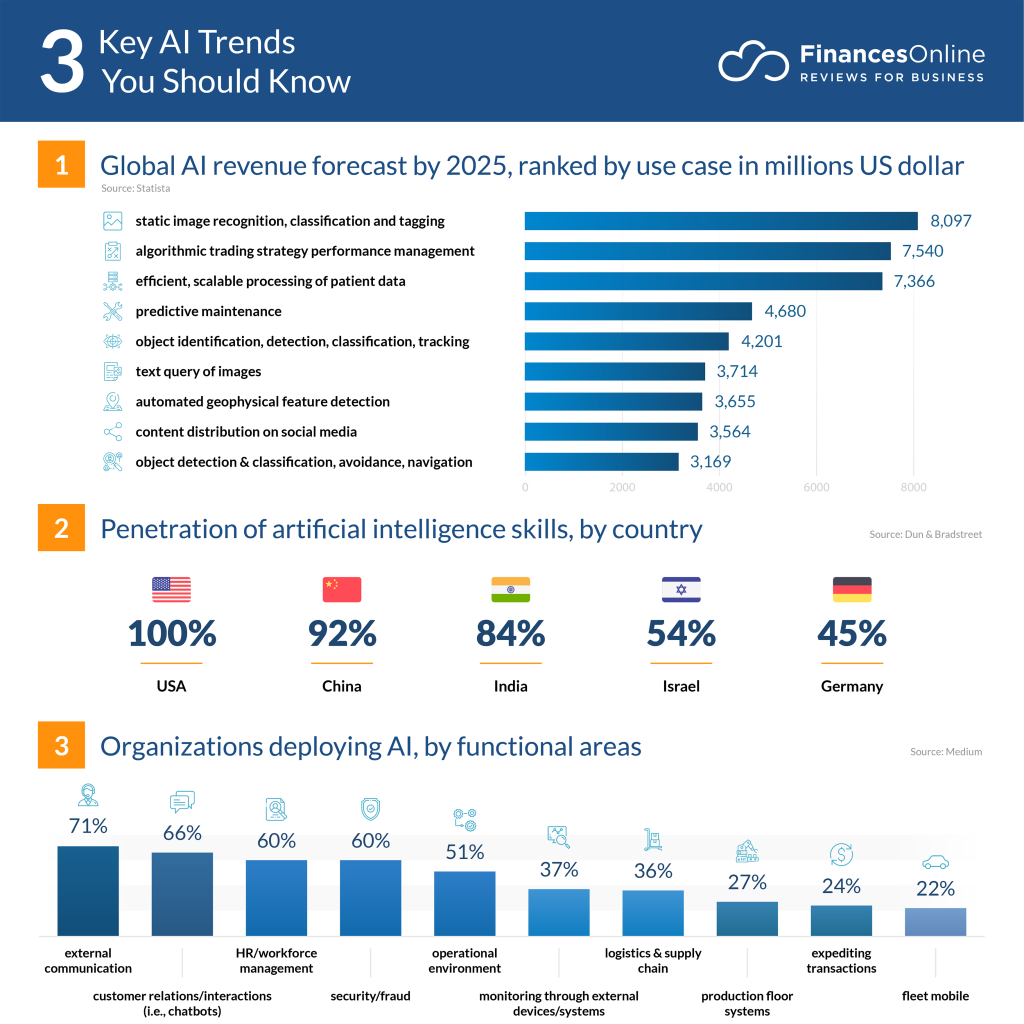 3
Key AI Trends
You Should Know
FinancesOnline
REVIEWS FOR BUSINESS
1
Global AI revenue forecast by 2025, ranked by use case in millions US dollar
Source: Statista
static image recognition, classification and tagging 8,097
algorithmic trading strategy performance management 7,540
efficient, scalable processing of patient data 7,366
predictive maintenance 4,680
object identification, detection, classification, tracking 4,201
text query of images 3,714
automated geophysical feature detection 3,655
content distribution on social media 3,564
object detection & classification, avoidance, navigation 3,169
0 2000 4000 6000 8000
2
Penetration of artificial intelligence skills, by country
Source: Dun & Bradstreet
100% 92% 84% 54% 45%
USA China India Israel Germany
3
Organizations deploying AI, by functional areas
Source: Medium
71% 66% 60% 60% 51% 37% 36% 27% 24% 22%
external
communication
customer relations/interactions
(i.e., chatbots)
HR/workforce
management
security/fraud
operational
environment
monitoring through external
devices/systems
logistics & supply
chain
production floor
systems
expediting
transactions
fleet mobile